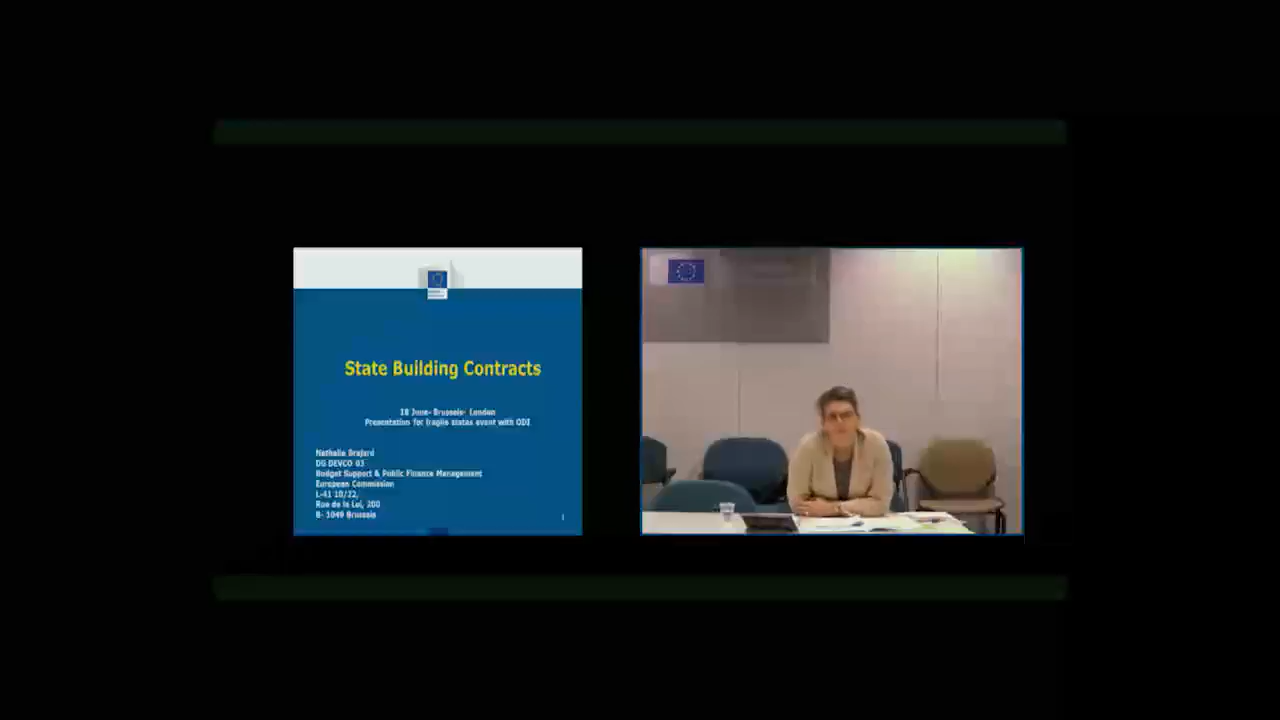 State Building Contracts
18 June- Brussels- London
Presentation for fragile states event with ODI
Nathalie Brajard
DG DEVCO 03
Budget Support & Public Finance Management
European Commission
L-41 10/22,
Rue de la Loi, 200
B- 1049 Brussels
1